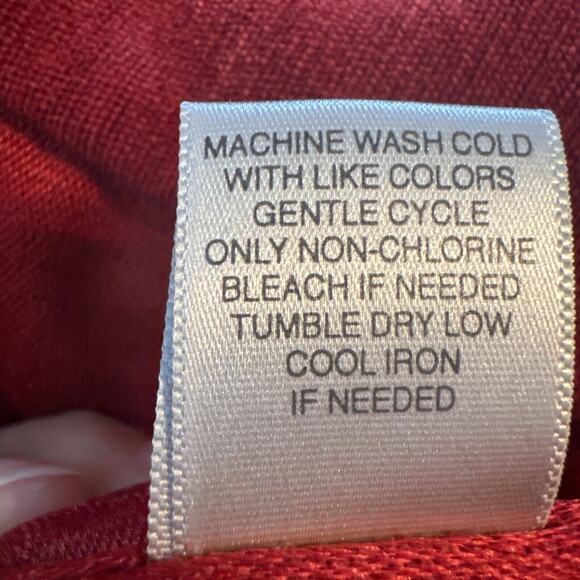 MACHINE WASH COLD
WITH LIKE COLORS
GENTLE CYCLE
ONLY NON-CHLORINE
BLEACH IF NEEDED
TUMBLE DRY LOW
COOL IRON
IF NEEDED